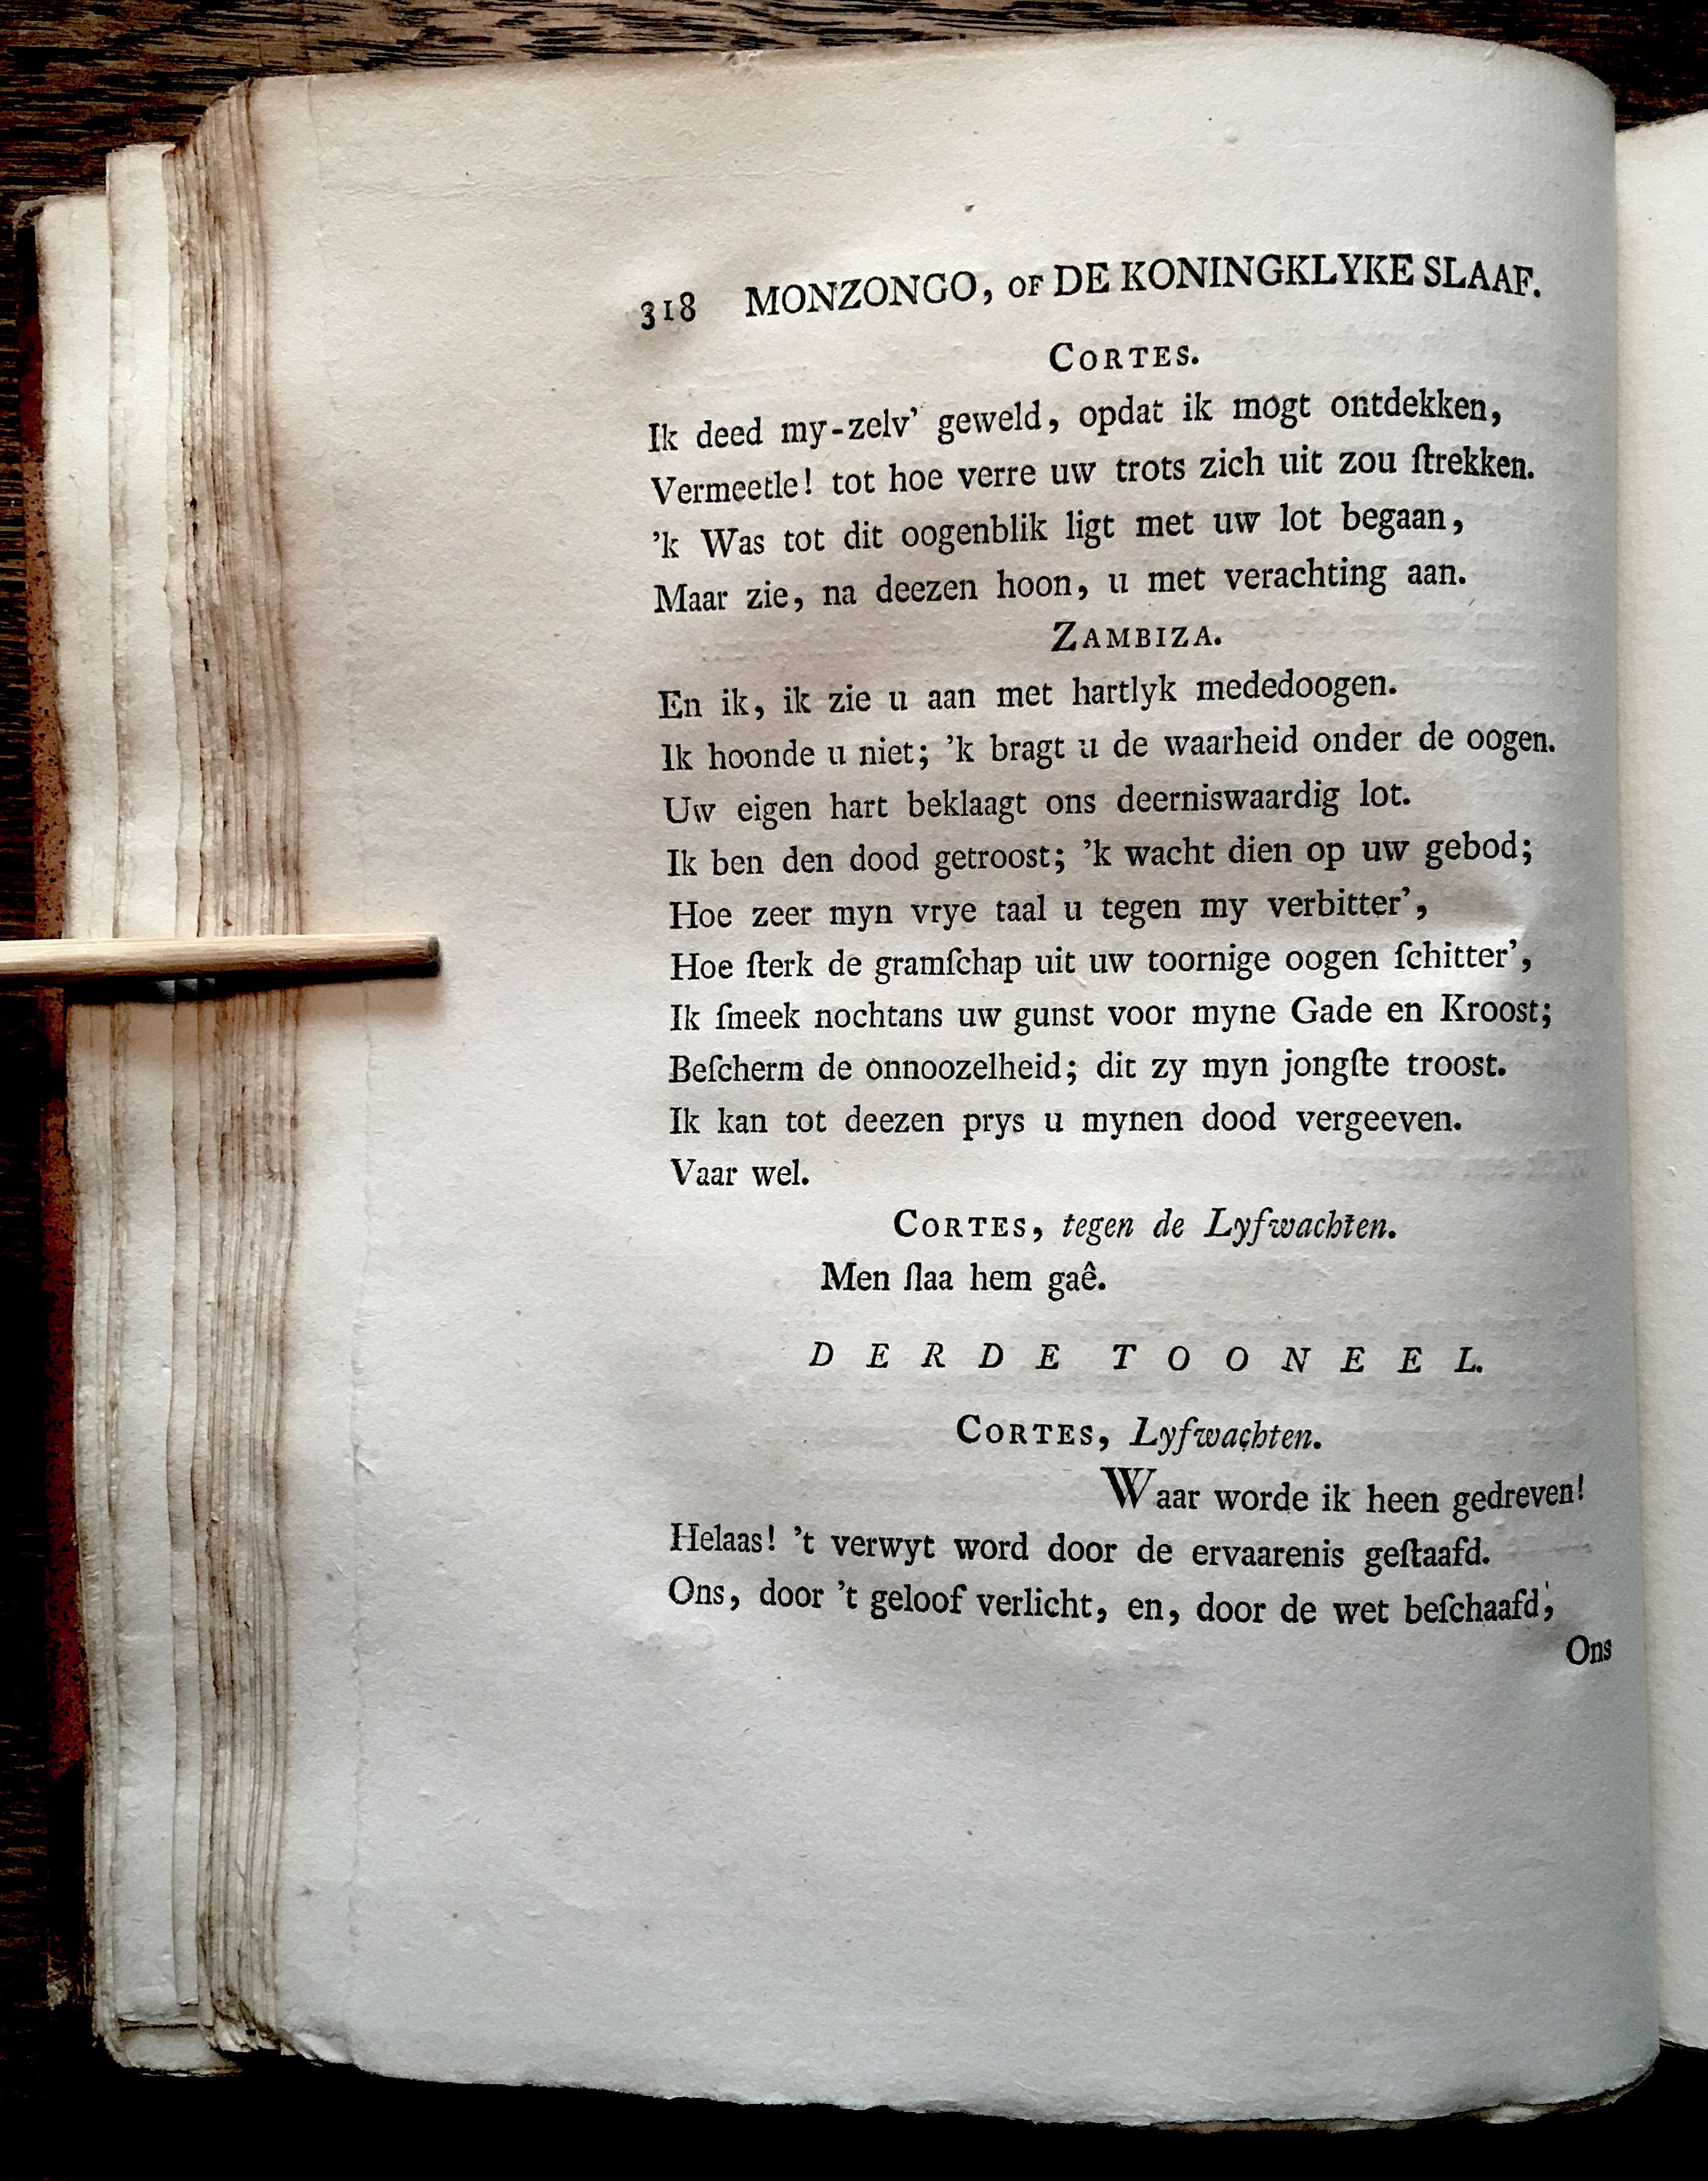 318 MONZONGO, OF DE KONINGKLYKE SLAAF.
CORTES.
Ik deed my-zelv' geweld, opdat ik mogt ontdekken,
Vermeetle! tot hoe verre uw trots zich uit zou ſtrekken.
'k Was tot dit oogenblik ligt met uw lot begaan,
Maar zie, na deezen hoon, u met verachting aan.
ZAMBIZA.
En ik, ik zie u aan met hartlyk mededoogen.
Ik hoonde u niet; 'k bragt u de waarheid onder de oogen.
Uw eigen hart beklaagt ons deerniswaardig lot.
Ik ben den dood getroost; 'k wacht dien op uw gebod;
Hoe zeer myn vrye taal u tegen my verbitter',
Hoe ſterk de gramſchap uit uw toornige oogen ſchitter',
Ik ſmeek nochtans uw gunst voor myne Gade en Kroost;
Beſcherm de onnoozelheid; dit zy myn jongſte troost.
Ik kan tot deezen prys u mynen dood vergeeven.
Vaar wel.
CORTES, tegen de Lyfwachten.
Men ſlaa hem gaê.
DERDE TOONEEL.
CORTES, Lyfwachten.
Waar worde ik heen gedreven!
Helaas! 't verwyt word door de ervaarenis geſtaafd.
Ons, door 't geloof verlicht, en, door de wet beſchaafd,
Ons